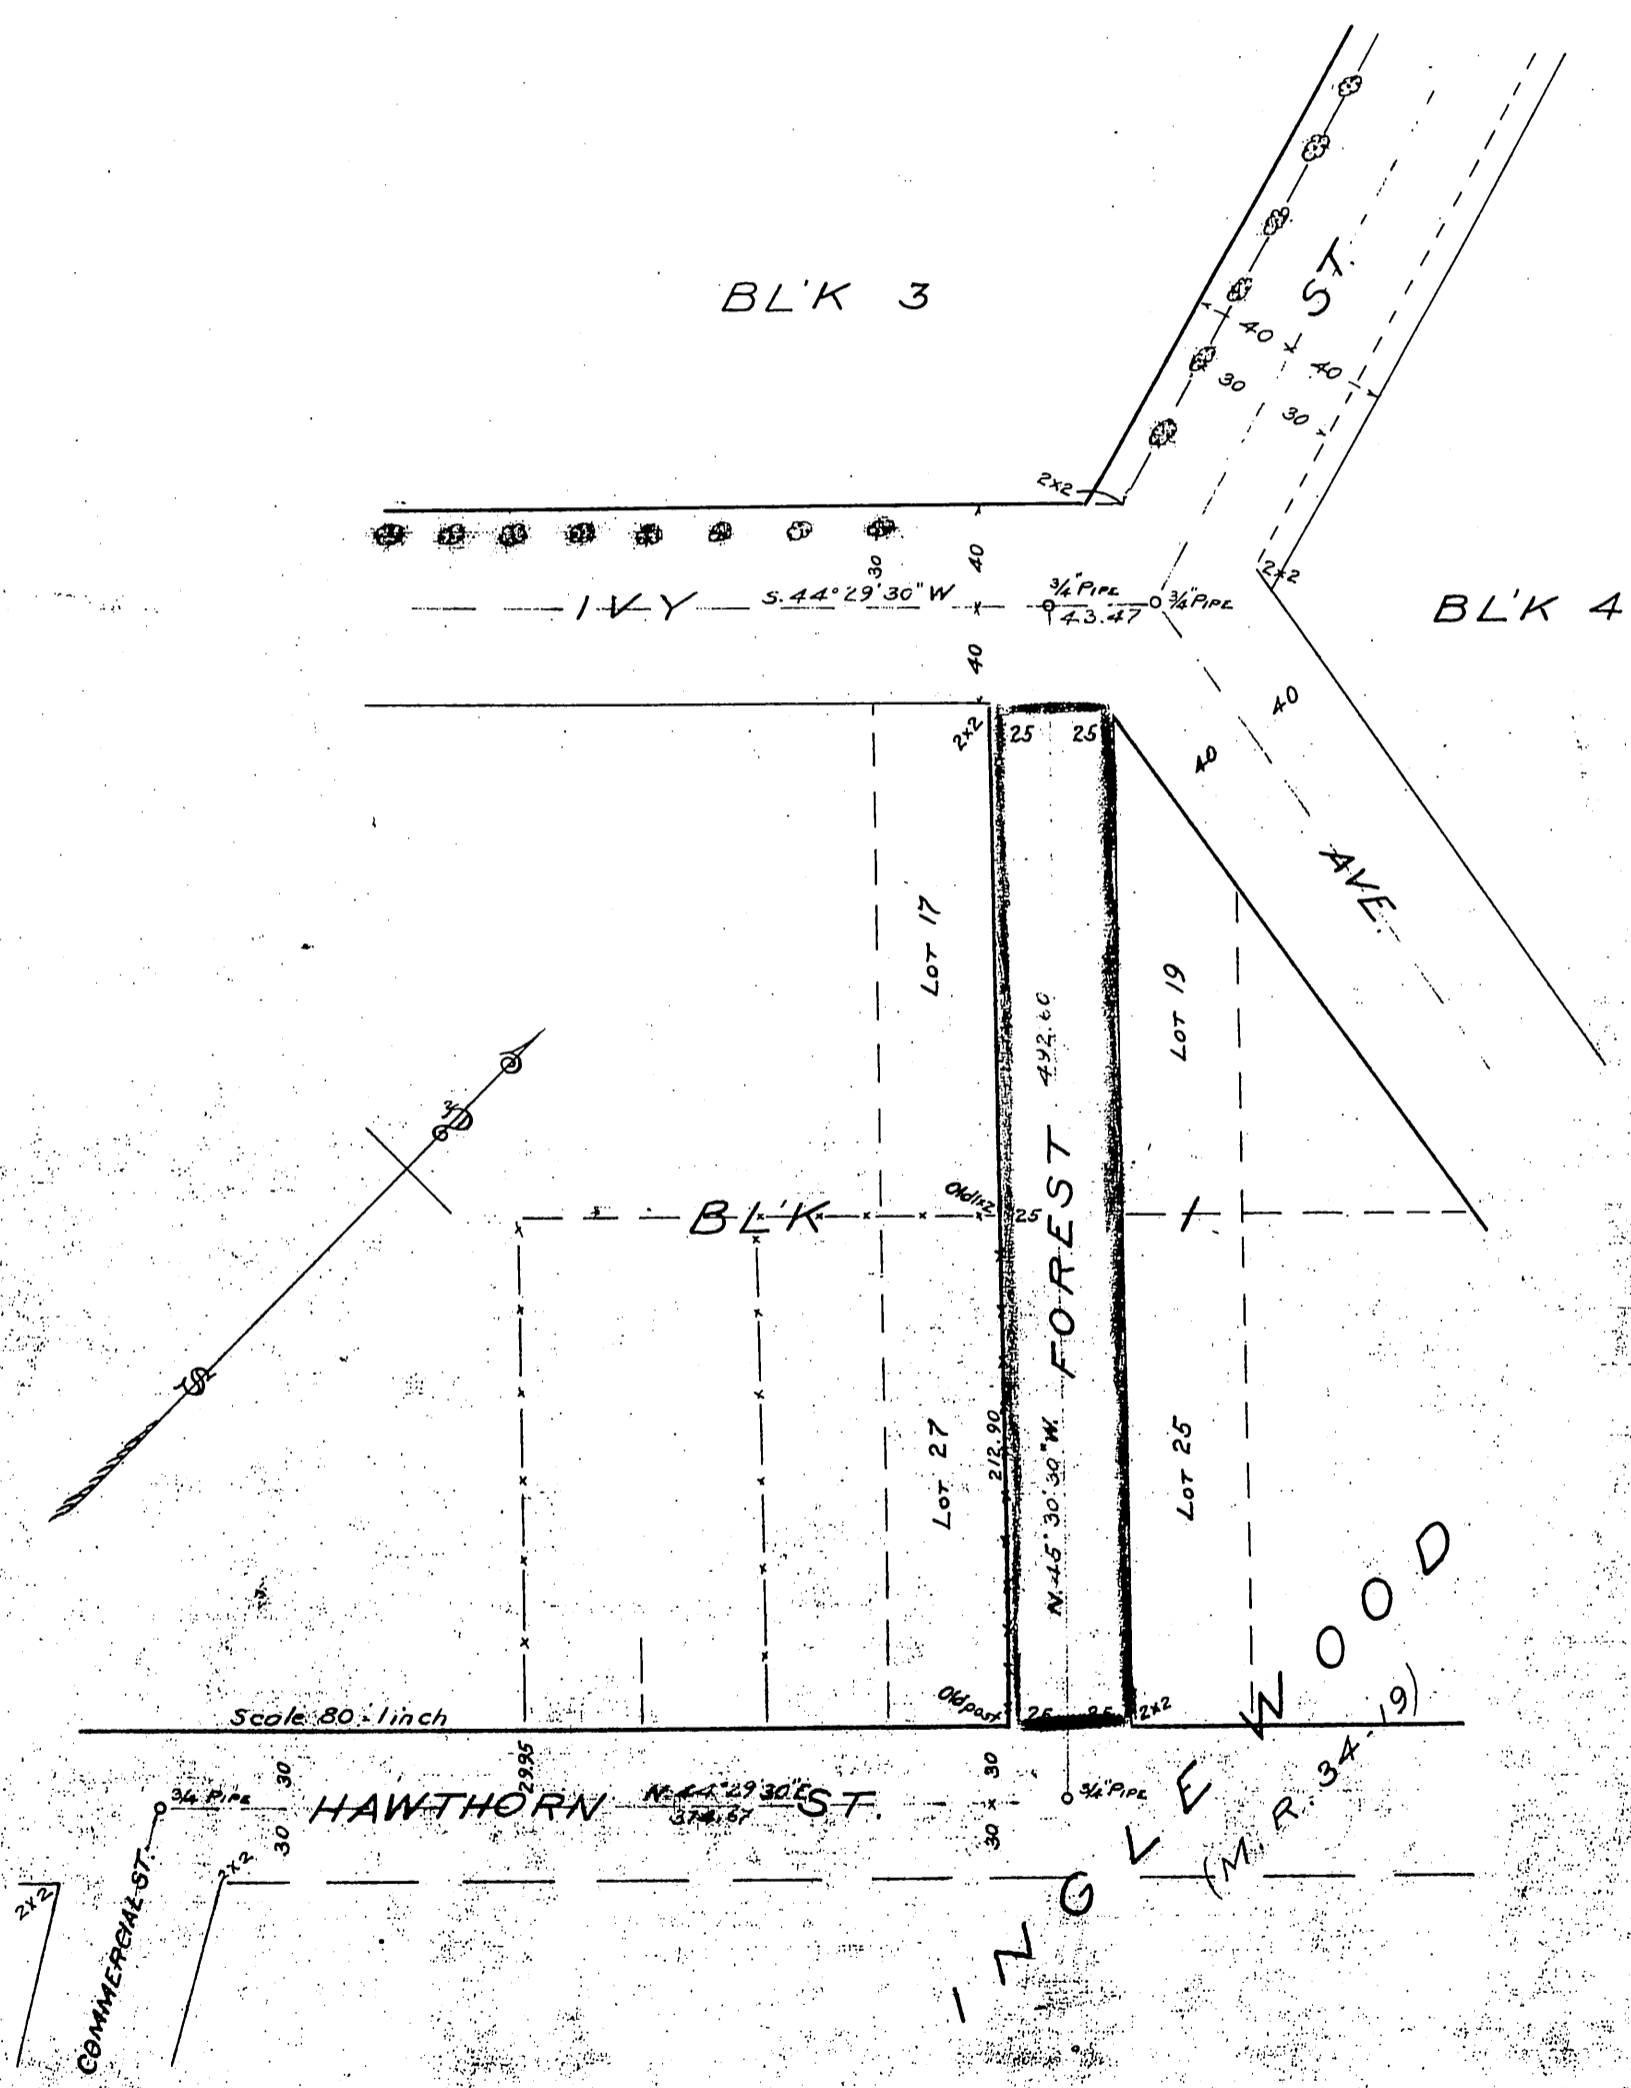 BL'K 3
ST.
40
40
30
30
2x2
30
40
IVY
S.44°29'30"W
3/4" PIPE
43.47
3/4" PIPE
2x2
BL'K 4
40
40
40
2x2
25
25
AVE.
LOT 17
LOT 19
FOREST
492.60
BL'K
Old 1x2
25
1
LOT 27
212.90
N.45°30'30"W.
LOT 25
Scale 80'-1inch
Old post
25
25
2x2
29.95
30
30
3/4" PIPE
30
30
3/4" PIPE
HAWTHORN ST.
N.44°29'30"E
374.67
COMMERCIAL ST.
2x2
2x2
INGLEWOOD
(M.R. 34-19)